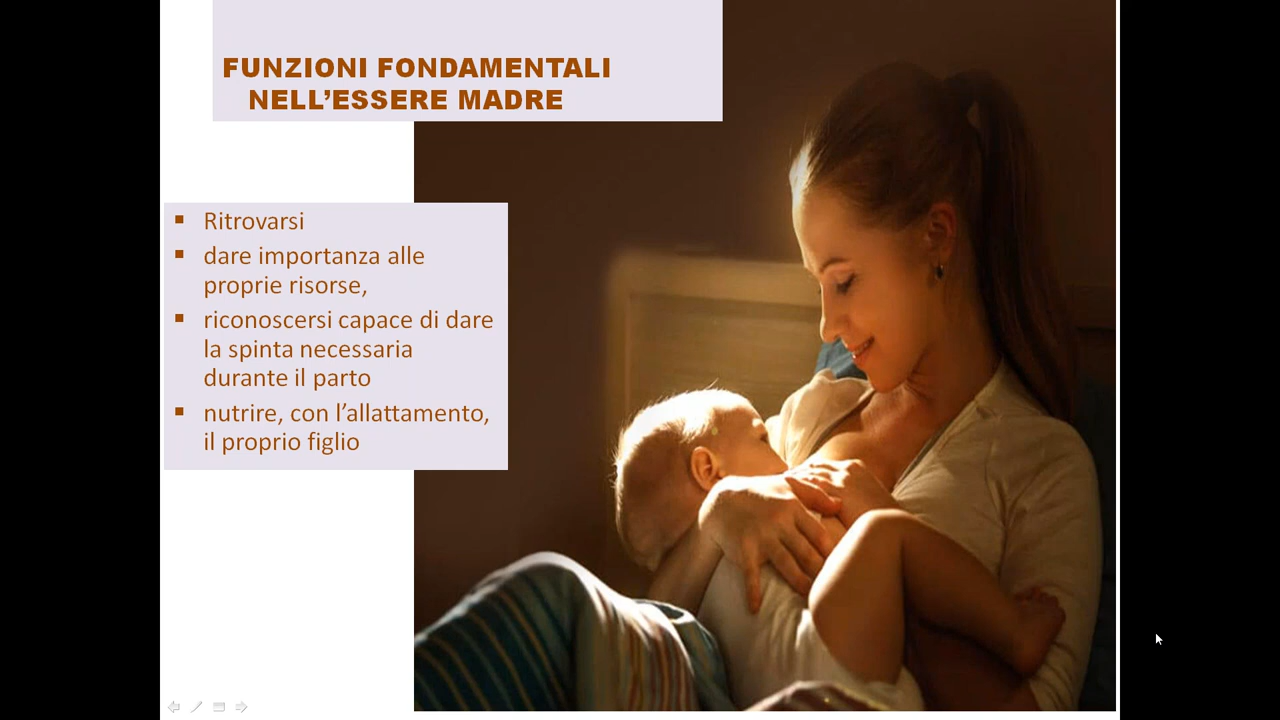 FUNZIONI FONDAMENTALI
NELL’ESSERE MADRE
Ritrovarsi
dare importanza alle
proprie risorse,
riconoscersi capace di dare
la spinta necessaria
durante il parto
nutrire, con l’allattamento,
il proprio figlio